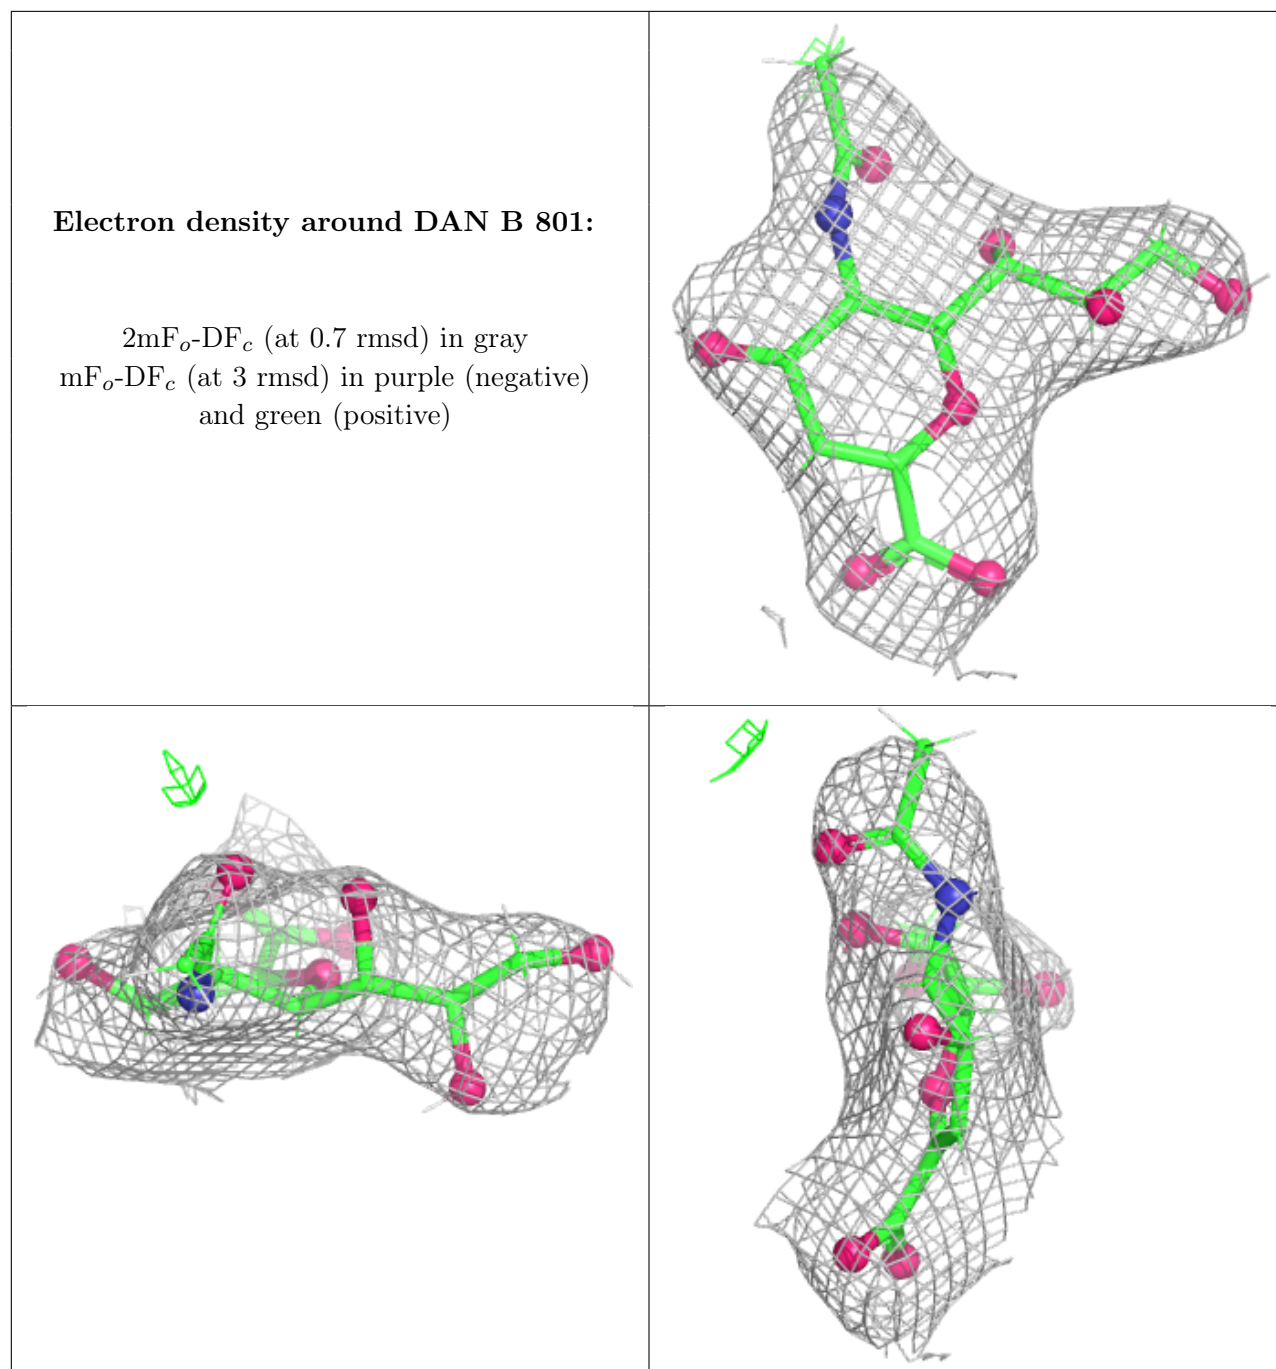 Electron density around DAN B 801:
2mFo-DFc (at 0.7 rmsd) in gray
mFo-DFc (at 3 rmsd) in purple (negative)
and green (positive)